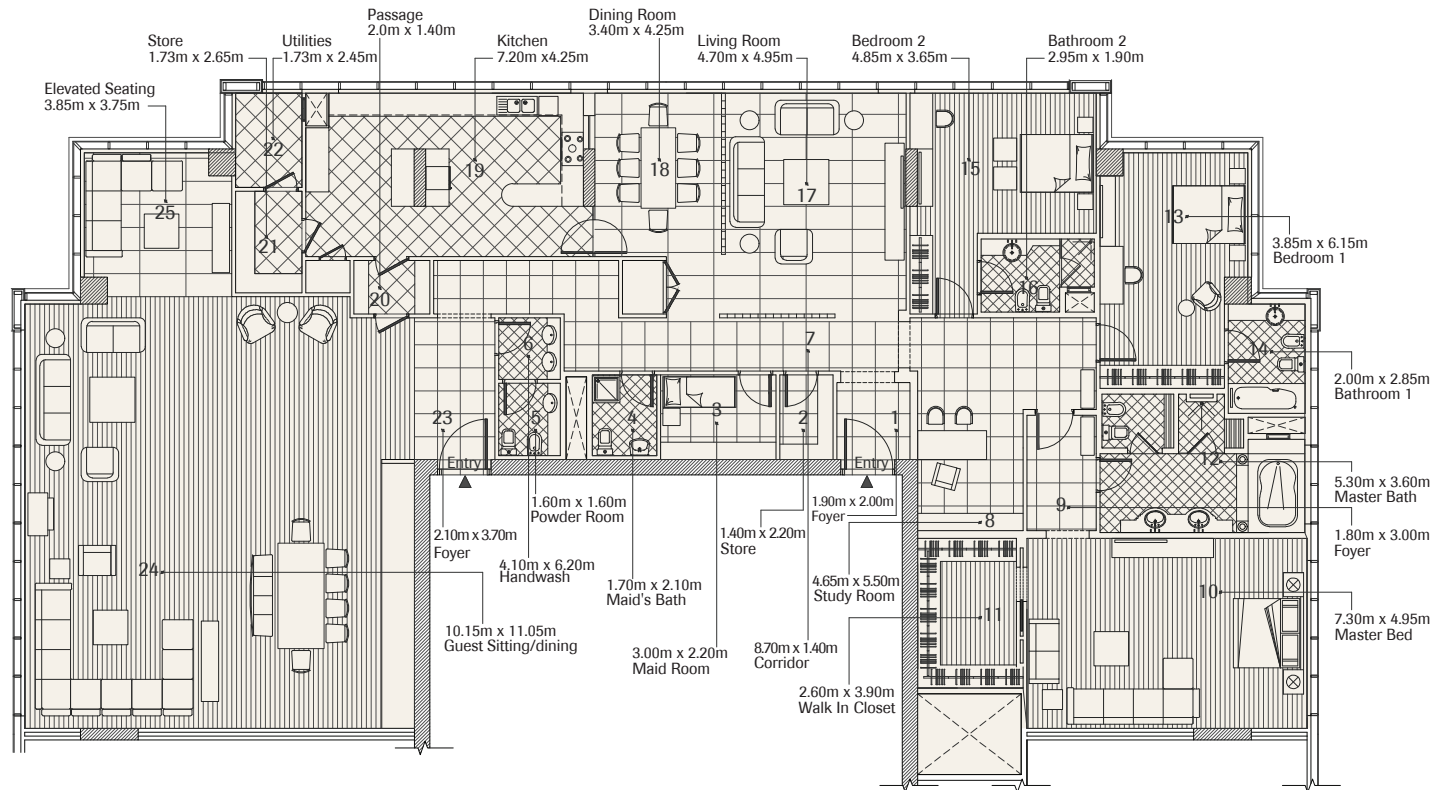 Passage
2.0m x 1.40m
Dining Room
3.40m x 4.25m
Store
1.73m x 2.65m
Utilities
1.73m x 2.45m
Kitchen
7.20m x4.25m
Living Room
4.70m x 4.95m
Bedroom 2
4.85m x 3.65m
Bathroom 2
2.95m x 1.90m
Elevated Seating
3.85m x 3.75m
22
19
18
17
15
13
25
21
20
16
3.85m x 6.15m
Bedroom 1
6
7
14
2.00m x 2.85m
Bathroom 1
23
5
4
3
2
1
12
Entry
Entry
5.30m x 3.60m
Master Bath
9
8
1.80m x 3.00m
Foyer
2.10m x 3.70m
Foyer
1.60m x 1.60m
Powder Room
4.10m x 6.20m
Handwash
1.70m x 2.10m
Maid's Bath
1.40m x 2.20m
Store
1.90m x 2.00m
Foyer
4.65m x 5.50m
Study Room
24
11
10
7.30m x 4.95m
Master Bed
10.15m x 11.05m
Guest Sitting/dining
3.00m x 2.20m
Maid Room
8.70m x 1.40m
Corridor
2.60m x 3.90m
Walk In Closet